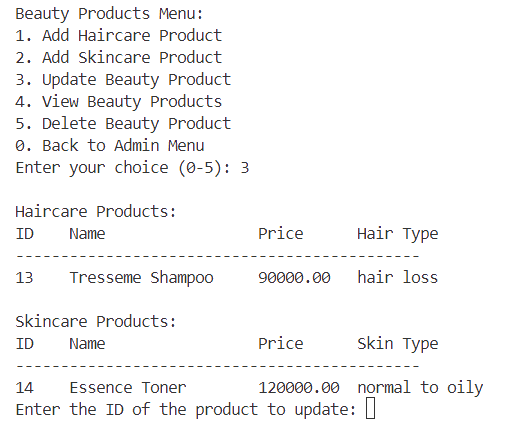 Beauty Products Menu:
1. Add Haircare Product
2. Add Skincare Product
3. Update Beauty Product
4. View Beauty Products
5. Delete Beauty Product
0. Back to Admin Menu
Enter your choice (0-5): 3

Haircare Products:
ID    Name                 Price      Hair Type
---------------------------------------------
13    Tresseme Shampoo     90000.00   hair loss

Skincare Products:
ID    Name                 Price      Skin Type
---------------------------------------------
14    Essence Toner        120000.00  normal to oily
Enter the ID of the product to update: